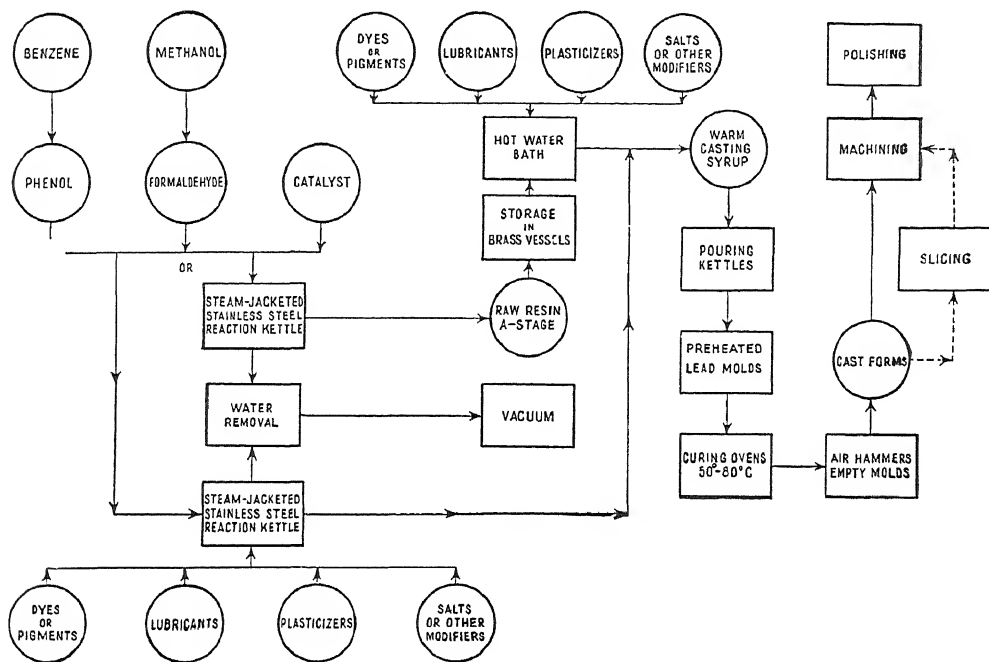 BENZENE
METHANOL
DYES
OR
PIGMENTS
LUBRICANTS
PLASTICIZERS
SALTS
OR OTHER
MODIFIERS
POLISHING
PHENOL
FORMALDEHYDE
CATALYST
HOT WATER
BATH
WARM
CASTING
SYRUP
MACHINING
STORAGE
IN
BRASS VESSELS
POURING
KETTLES
SLICING
OR
STEAM-JACKETED
STAINLESS STEEL
REACTION KETTLE
RAW RESIN
A-STAGE
PREHEATED
LEAD MOLDS
CAST FORMS
WATER
REMOVAL
VACUUM
CURING OVENS
50°-80°C
AIR HAMMERS
EMPTY MOLDS
STEAM-JACKETED
STAINLESS STEEL
REACTION KETTLE
DYES
OR
PIGMENTS
LUBRICANTS
PLASTICIZERS
SALTS
OR OTHER
MODIFIERS